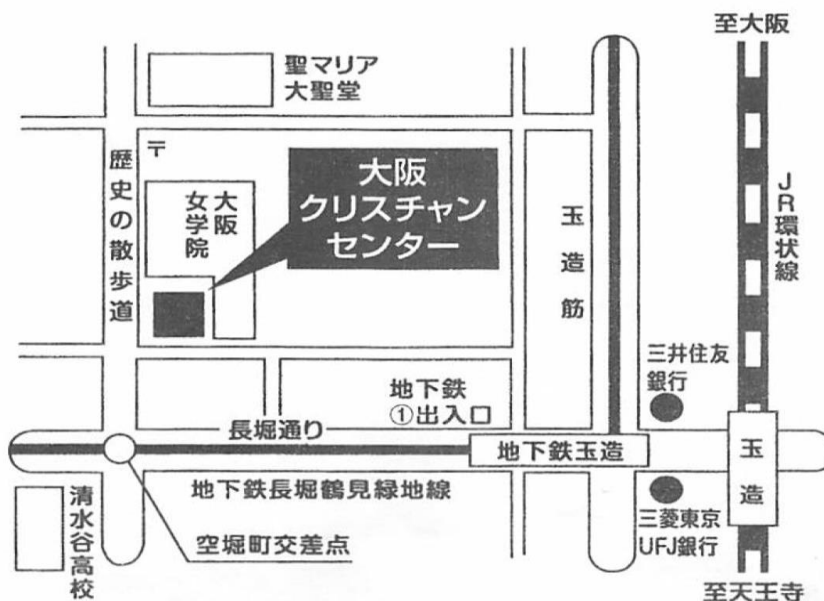 至大阪
聖マリア
大聖堂
〒
歴史の散歩道
大阪
女学院
大阪
クリスチャン
センター
玉造筋
JR環状線
三井住友
銀行
地下鉄
①出入口
長堀通り
地下鉄玉造
玉造
地下鉄長堀鶴見緑地線
清水谷高校
空堀町交差点
三菱東京
UFJ銀行
至天王寺